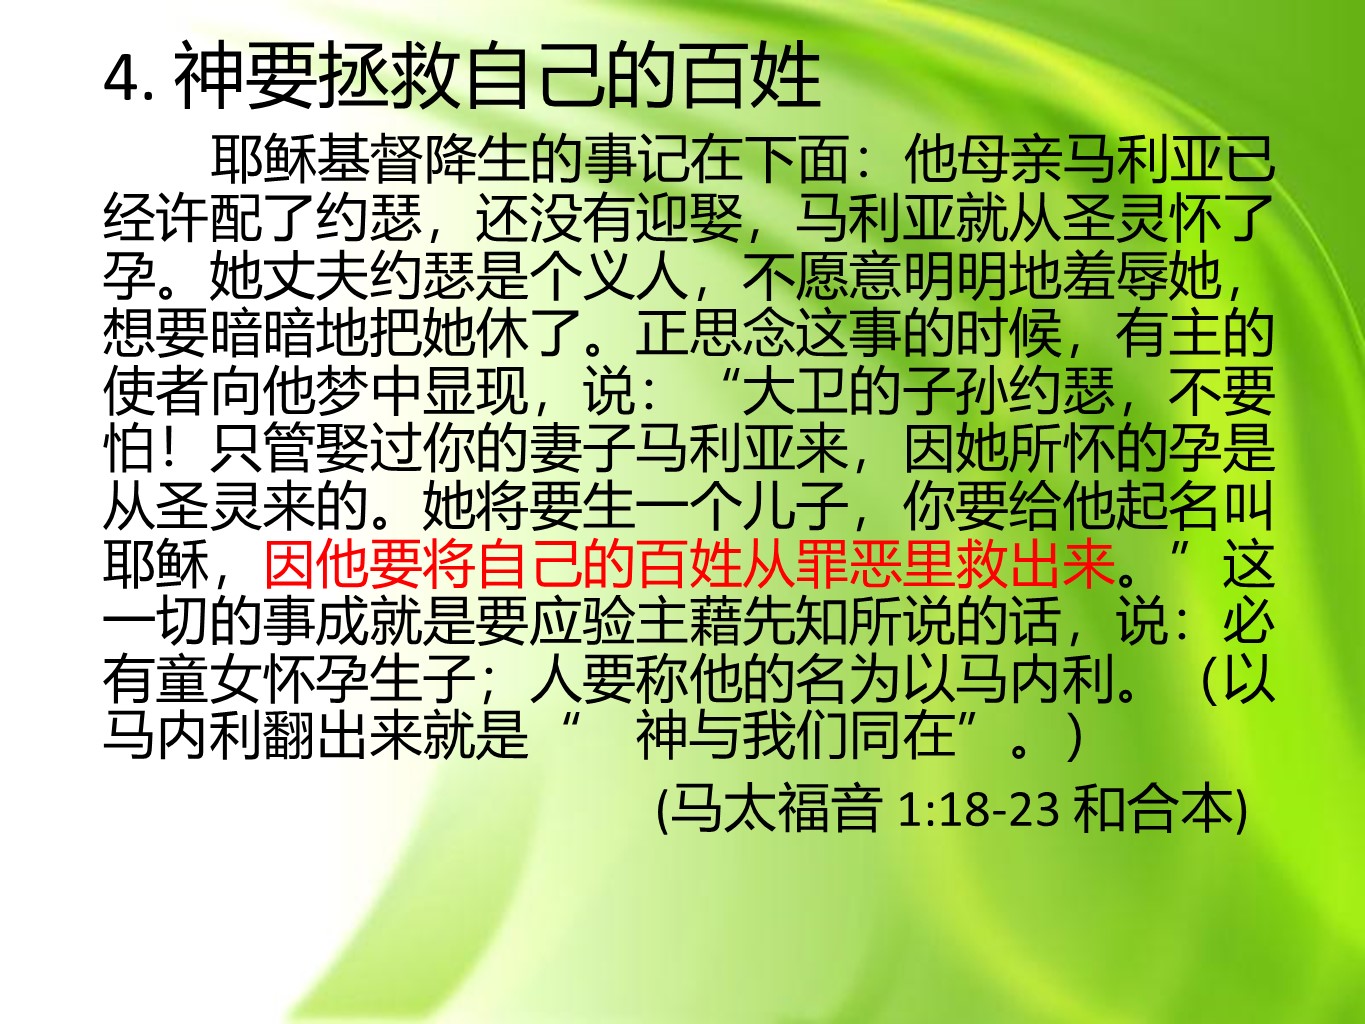 4. 神要拯救自己的百姓
耶稣基督降生的事记在下面：他母亲马利亚已
经许配了约瑟，还没有迎娶，马利亚就从圣灵怀了
孕。她丈夫约瑟是个义人，不愿意明明地羞辱她，
想要暗暗地把她休了。正思念这事的时候，有主的
使者向他梦中显现，说：“大卫的子孙约瑟，不要
怕！只管娶过你的妻子马利亚来，因她所怀的孕是
从圣灵来的。她将要生一个儿子，你要给他起名叫
耶稣，因他要将自己的百姓从罪恶里救出来。”这
一切的事成就是要应验主藉先知所说的话，说：必
有童女怀孕生子；人要称他的名为以马内利。（以
马内利翻出来就是“　神与我们同在”。）
(马太福音 1:18-23 和合本)